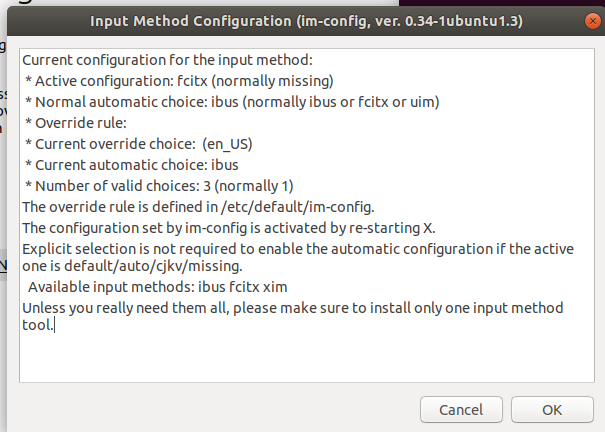 Input Method Configuration (im-config, ver. 0.34-1ubuntu1.3)
Current configuration for the input method:
* Active configuration: fcitx (normally missing)
* Normal automatic choice: ibus (normally ibus or fcitx or uim)
* Override rule:
* Current override choice:  (en_US)
* Current automatic choice: ibus
* Number of valid choices: 3 (normally 1)
The override rule is defined in /etc/default/im-config.
The configuration set by im-config is activated by re-starting X.
Explicit selection is not required to enable the automatic configuration if the active
one is default/auto/cjkv/missing.
Available input methods: ibus fcitx xim
Unless you really need them all, please make sure to install only one input method
tool.
Cancel
OK